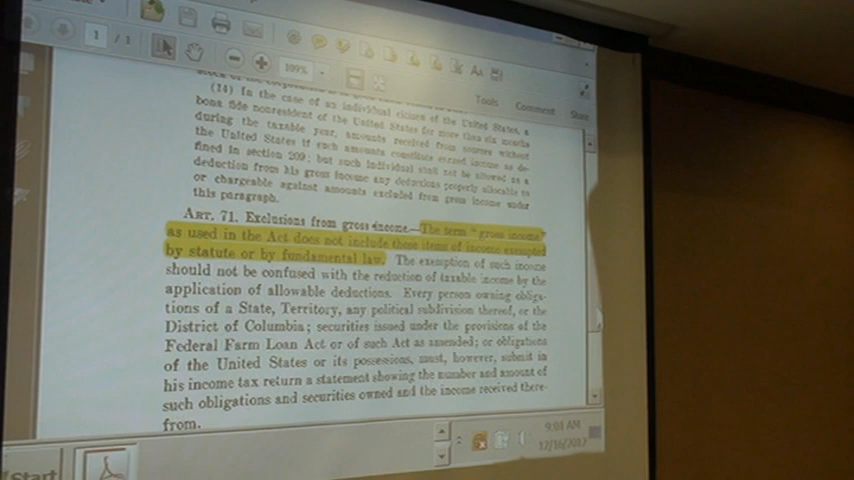 1 / 1
109%
Tools Comment Share
(14) In the case of an individual citizen of the United States, a
bona fide nonresident of the United States for more than six months
during the taxable year, amounts received from sources without
the United States if such amounts constitute earned income as de-
fined in section 209; but such individual shall not be allowed as a
deduction from his gross income any deductions properly allocable to
or chargeable against amounts excluded from gross income under
this paragraph.
ART. 71. Exclusions from gross income.—The term "gross income"
as used in the Act does not include those items of income exempted
by statute or by fundamental law. The exemption of such income
should not be confused with the reduction of taxable income by the
application of allowable deductions. Every person owning obliga-
tions of a State, Territory, any political subdivision thereof, or the
District of Columbia; securities issued under the provisions of the
Federal Farm Loan Act or of such Act as amended; or obligations
of the United States or its possessions, must, however, submit in
his income tax return a statement showing the number and amount of
such obligations and securities owned and the income received there-
from.
9:01 AM
12/16/2012
Start